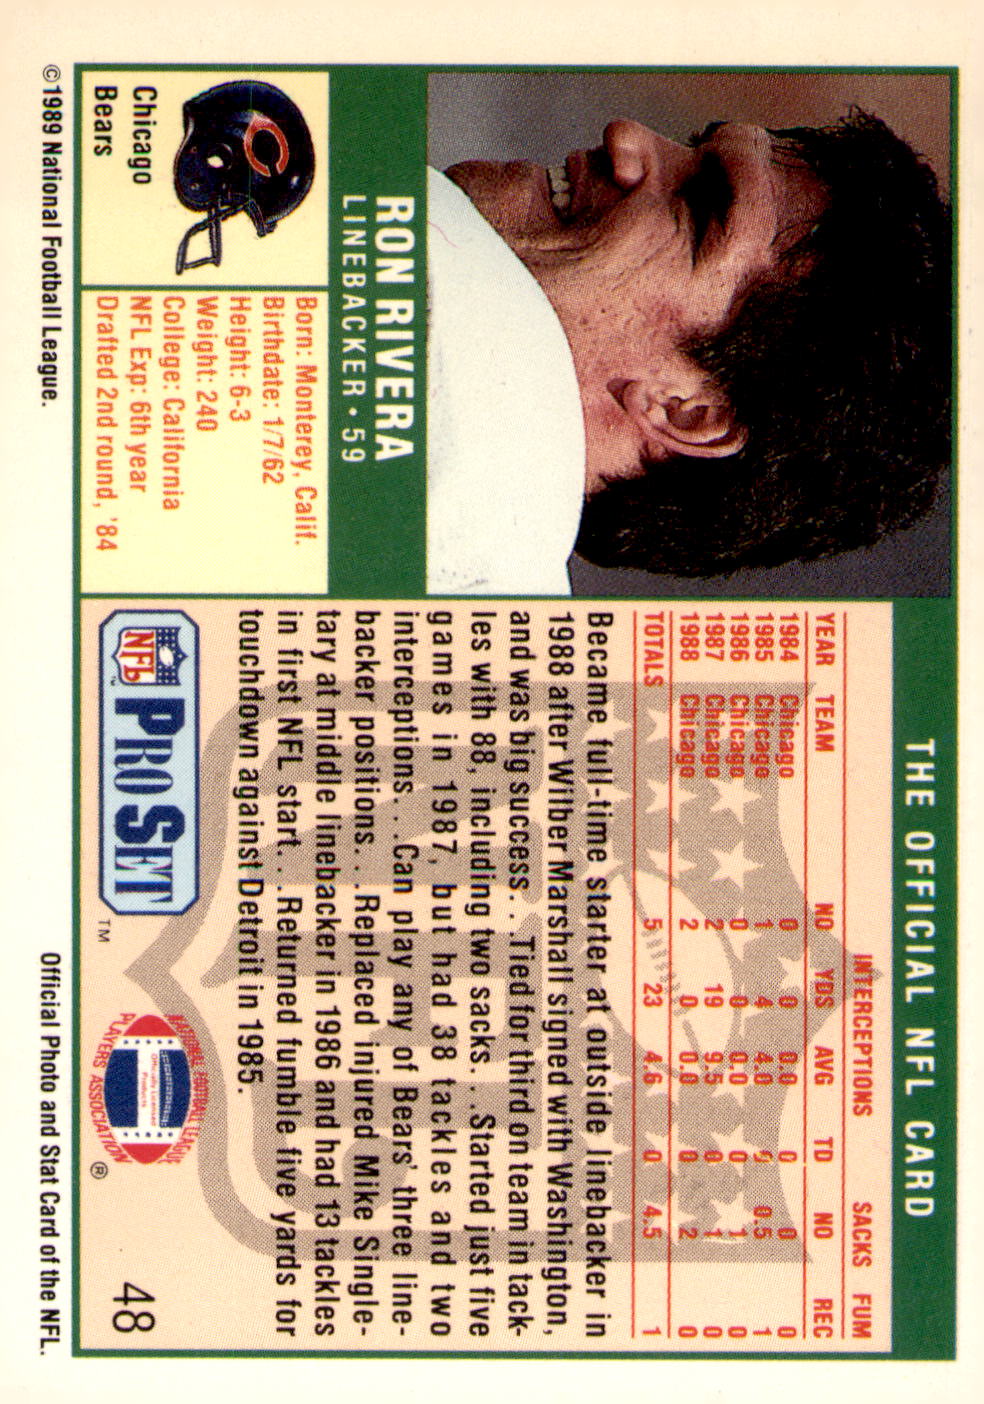 THE OFFICIAL NFL CARD
RON RIVERA
LINEBACKER • 59
Chicago
Bears
Born: Monterey, Calif.
Birthdate: 1/7/62
Height: 6-3
Weight: 240
College: California
NFL Exp: 6th year
Drafted 2nd round, '84
INTERCEPTIONS SACKS FUM
YEAR TEAM NO YDS AVG TD NO REC
1984 Chicago 0 0 0.0 0 0 0
1985 Chicago 1 4 4.0 0 0.5 1
1986 Chicago 0 0 0.0 0 1 0
1987 Chicago 2 19 9.5 0 1 0
1988 Chicago 2 0 0.0 0 2 0
TOTALS 5 23 4.6 0 4.5 1
Became full-time starter at outside linebacker in
1988 after Wilber Marshall signed with Washington,
and was big success. . .Tied for third on team in tack-
les with 88, including two sacks. . .Started just five
games in 1987, but had 38 tackles and two
interceptions. . .Can play any of Bears' three line-
backer positions. . .Replaced injured Mike Single-
tary at middle linebacker in 1986 and had 13 tackles
in first NFL start. . .Returned fumble five yards for
touchdown against Detroit in 1985.
NFL PRO SET ™
NATIONAL FOOTBALL LEAGUE
Officially Licensed
Products
PLAYERS ASSOCIATION ®
48
©1989 National Football League.
Official Photo and Stat Card of the NFL.